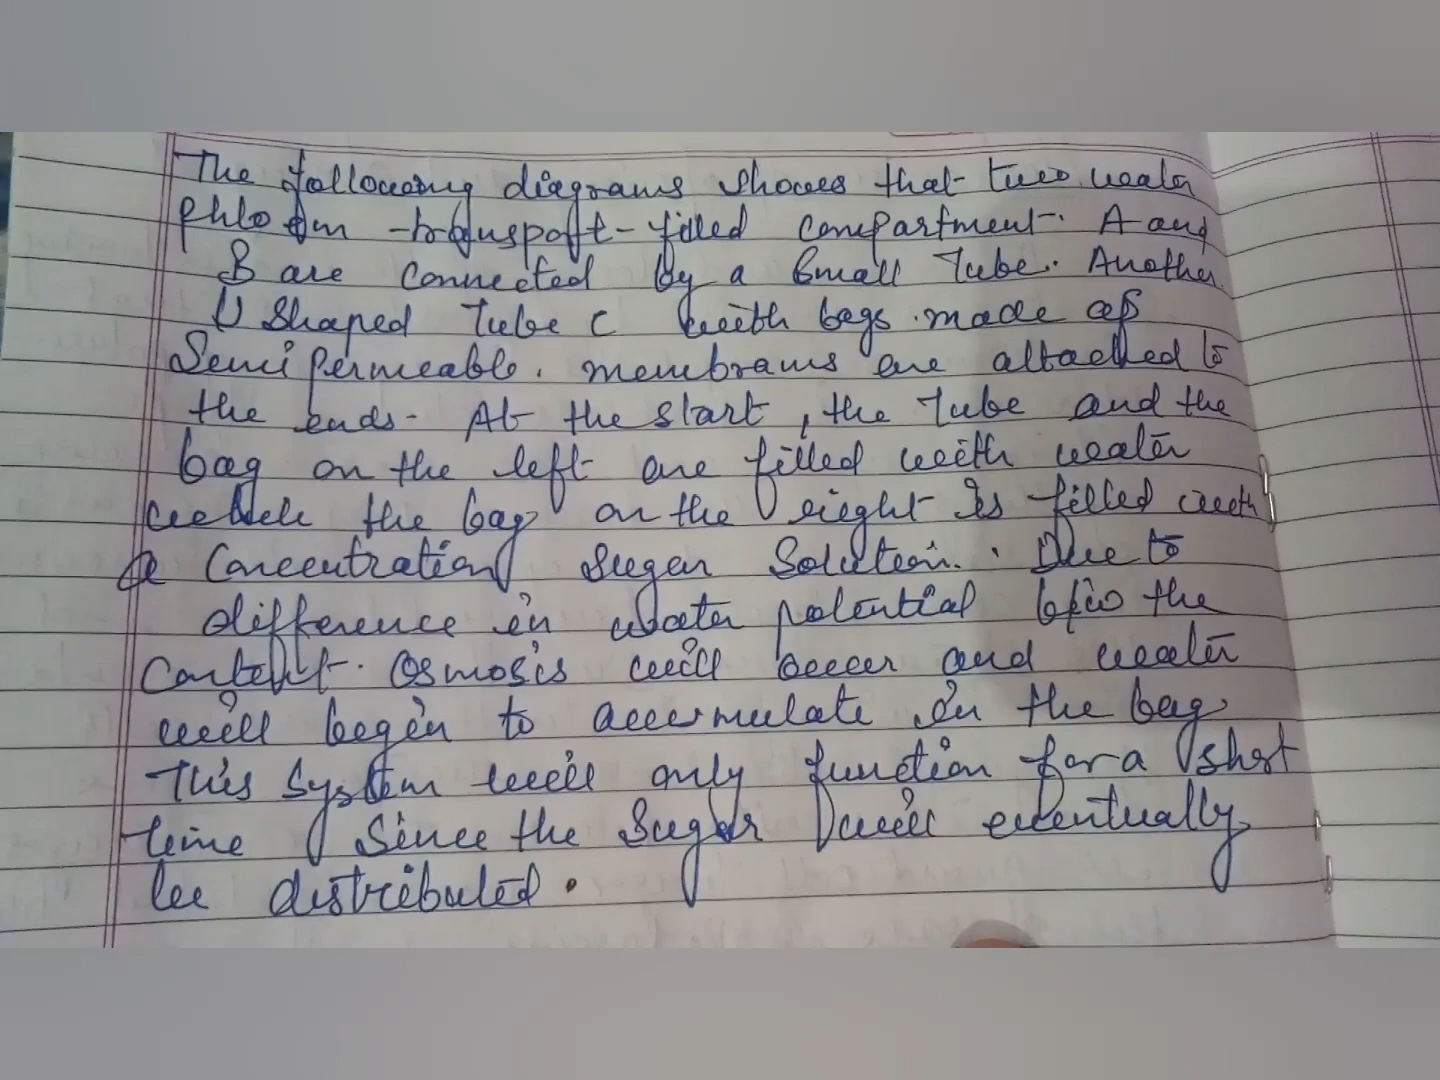 The following diagrams shows that two water
Phloem transport filled compartment. A and
B are connected by a small tube. Another
U Shaped tube C with bags made of
Semi permeable. membrans are attached to
the ends. At the start, the tube and the
bag on the left are filled with water
while the bag on the right is filled with
Concentration sugar Solution. Due to
difference in water potential the
Osmosis will occur and water
will begin to accumulate in the bag
This system will only function for a short
time Since the Sugar will eventually
be distributed.